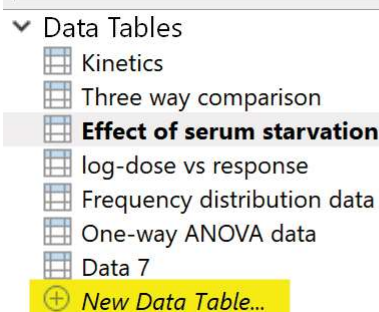 Data Tables
Kinetics
Three way comparison
Effect of serum starvation
log-dose vs response
Frequency distribution data
One-way ANOVA data
Data 7
New Data Table...